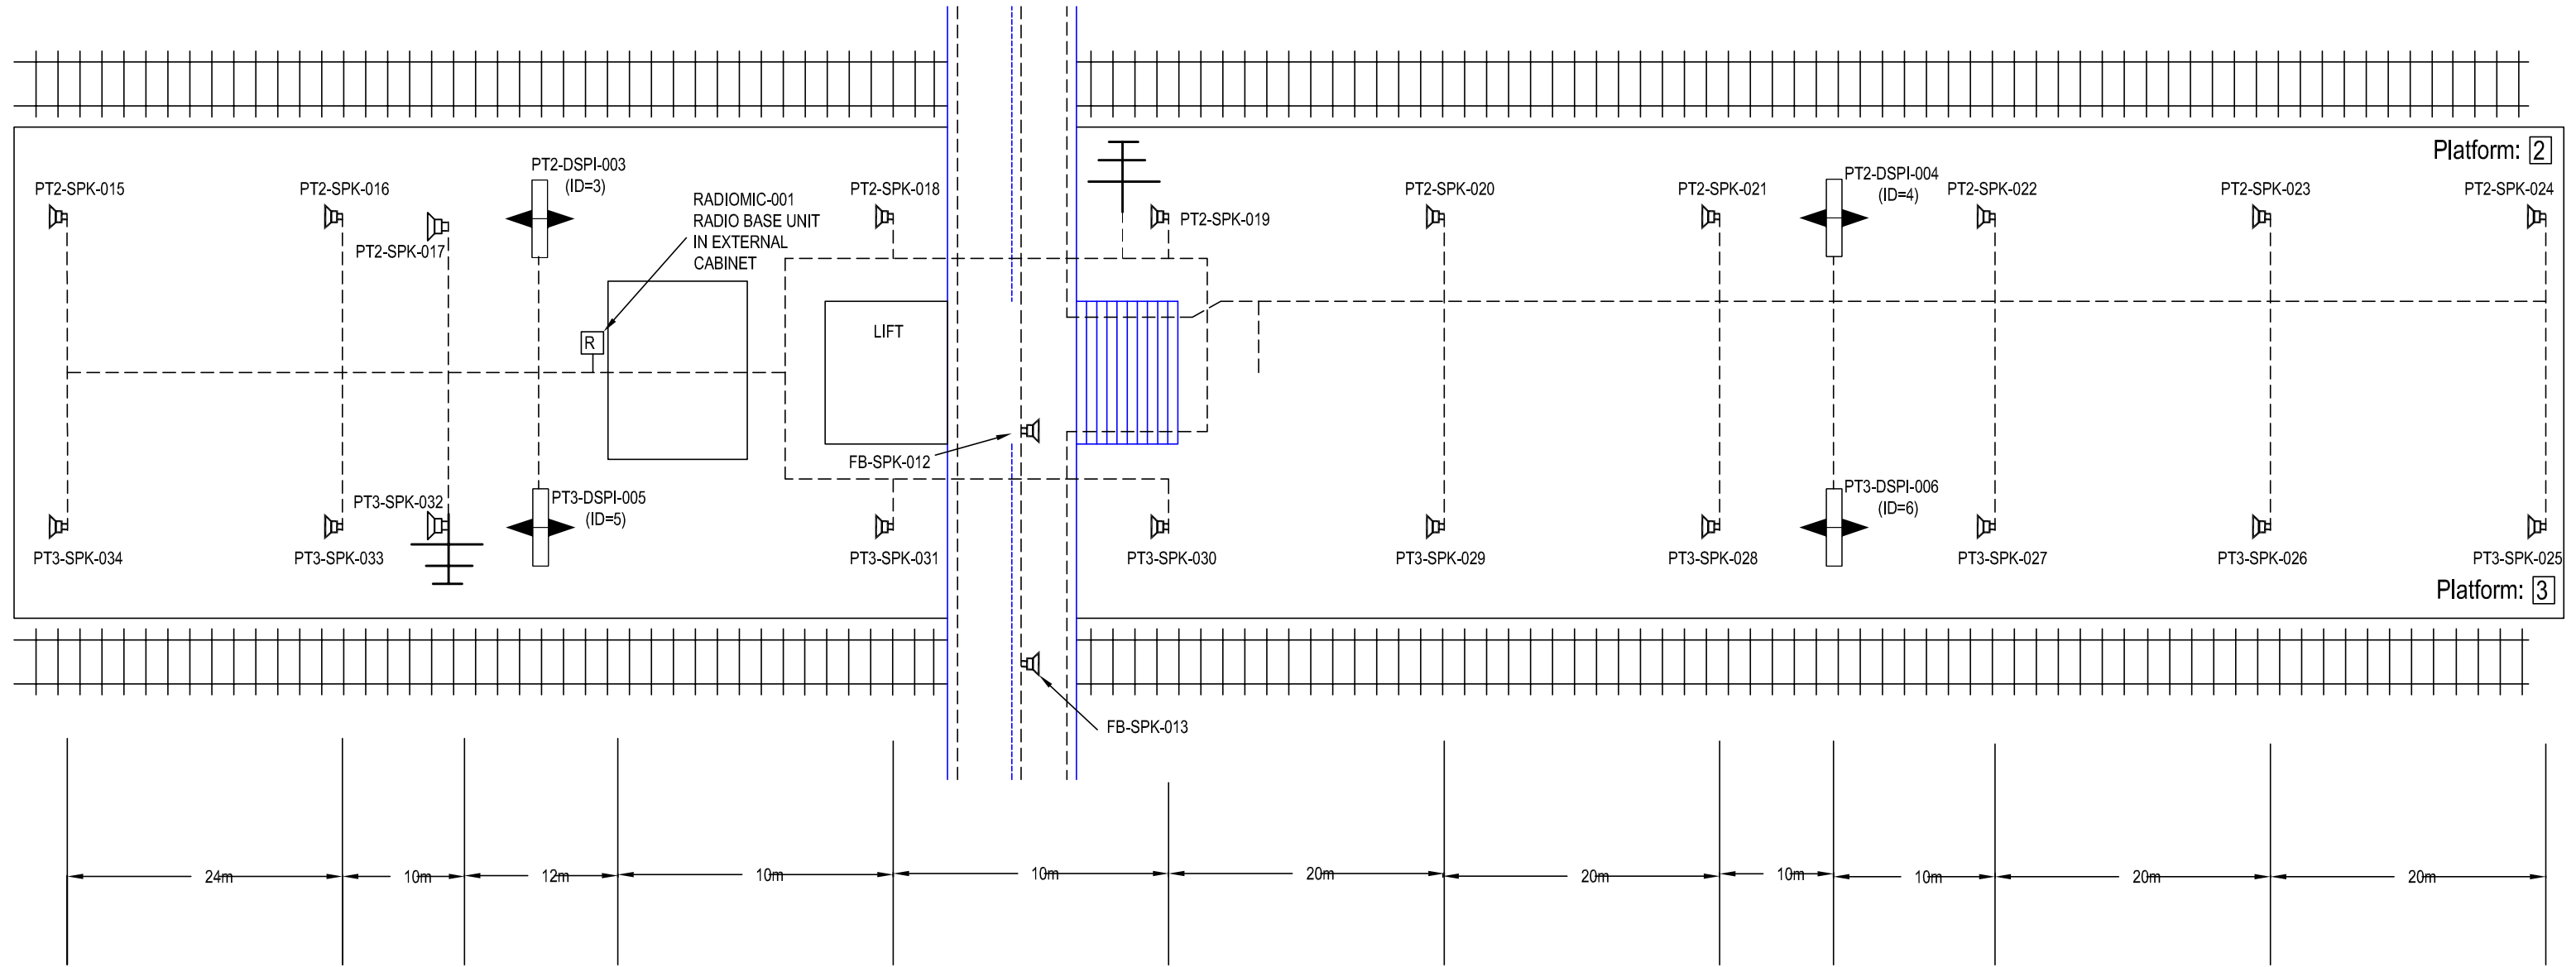 Platform: 2
PT2-SPK-015
PT2-SPK-016
PT2-SPK-017
PT2-DSPI-003
(ID=3)
RADIOMIC-001
RADIO BASE UNIT
IN EXTERNAL
CABINET
PT2-SPK-018
PT2-SPK-019
PT2-SPK-020
PT2-SPK-021
PT2-DSPI-004
(ID=4)
PT2-SPK-022
PT2-SPK-023
PT2-SPK-024
R
LIFT
FB-SPK-012
PT3-SPK-034
PT3-SPK-033
PT3-SPK-032
PT3-DSPI-005
(ID=5)
PT3-SPK-031
PT3-SPK-030
PT3-SPK-029
PT3-SPK-028
PT3-DSPI-006
(ID=6)
PT3-SPK-027
PT3-SPK-026
PT3-SPK-025
Platform: 3
FB-SPK-013
24m
10m
12m
10m
10m
20m
20m
10m
10m
20m
20m